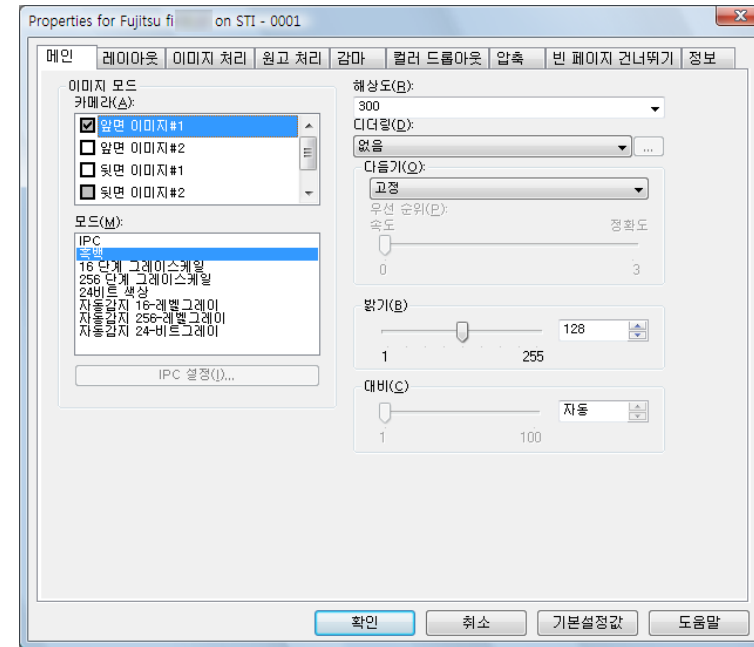 Properties for Fujitsu fi on STI - 0001
메인 레이아웃 이미지 처리 원고 처리 감마 컬러 드롭아웃 압축 빈 페이지 건너뛰기 정보
이미지 모드
카메라(A):
앞면 이미지#1
앞면 이미지#2
뒷면 이미지#1
뒷면 이미지#2
모드(M):
IPC
흑백
16 단계 그레이스케일
256 단계 그레이스케일
24비트 색상
자동감지 16-레벨그레이
자동감지 256-레벨그레이
자동감지 24-비트그레이
IPC 설정(I)...
해상도(R):
300
디더링(D):
없음
...
다듬기(O):
고정
우선 순위(P):
속도 정확도
0 3
밝기(B)
128
1 255
대비(C)
자동
1 100
확인 취소 기본설정값 도움말